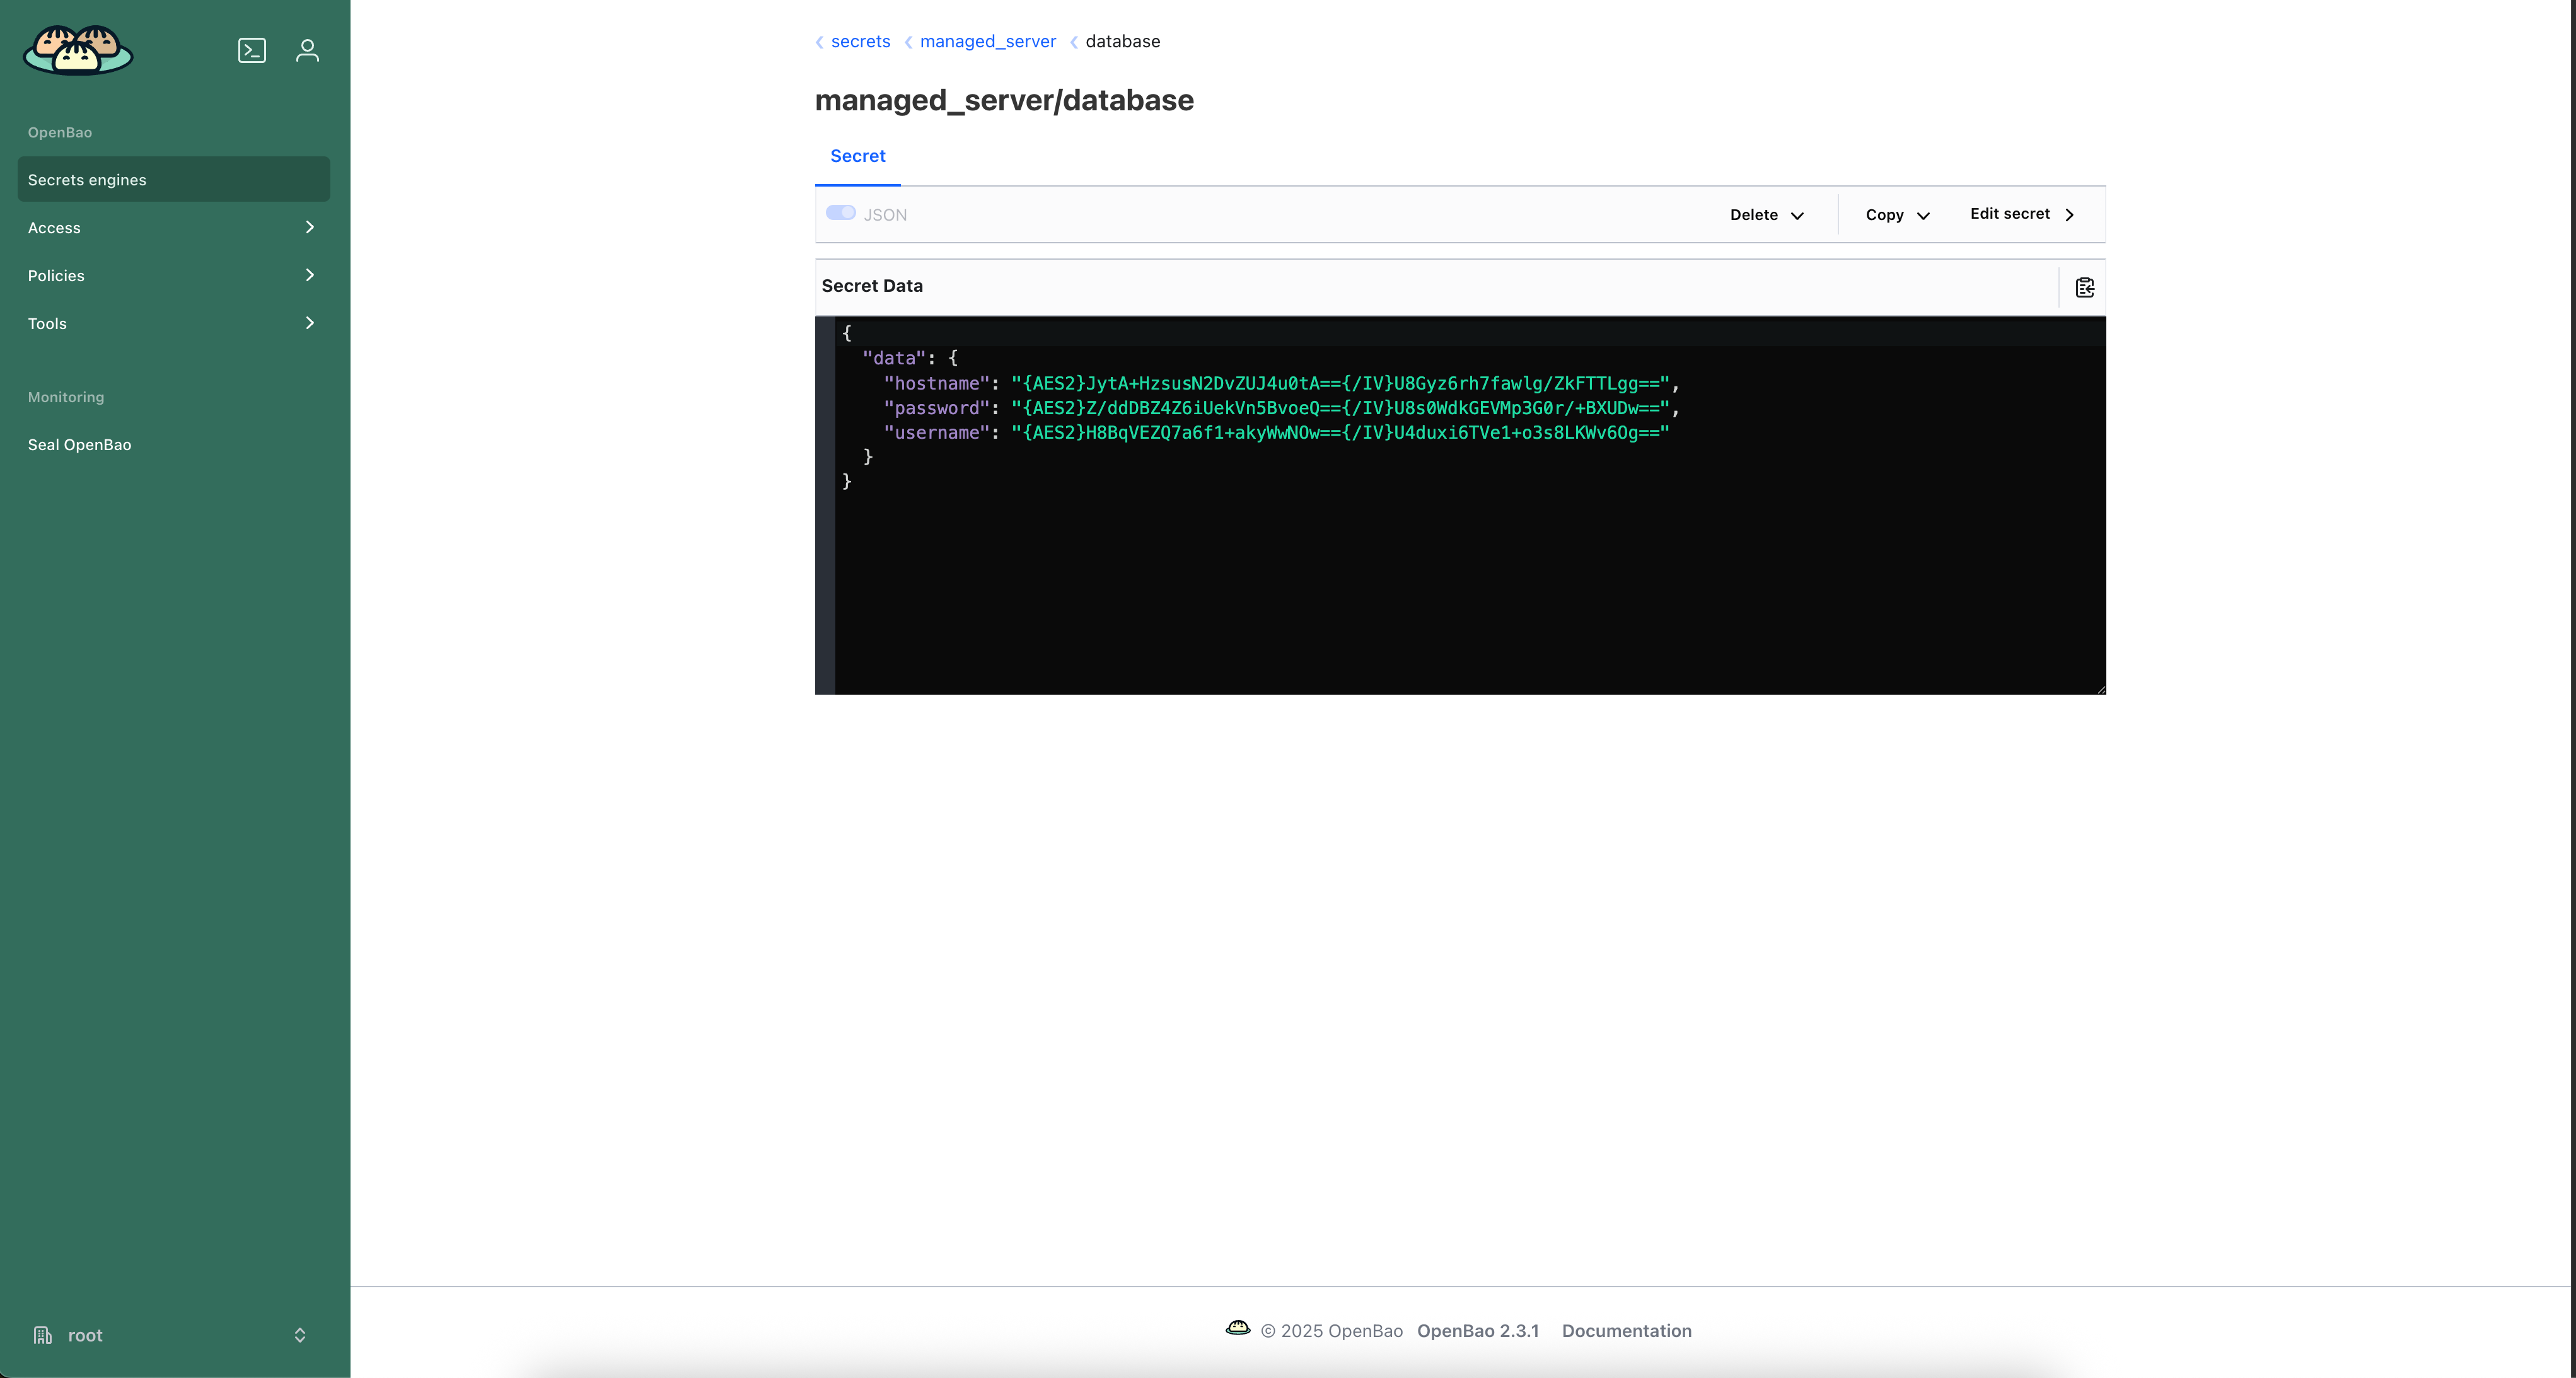 OpenBao
Secrets engines
Access
Policies
Tools
Monitoring
Seal OpenBao
root
secrets managed_server database
managed_server/database
Secret
JSON Delete Copy Edit secret
Secret Data
{
"data": {
"hostname": "{AES2}JytA+HzsusN2DvZUJ4u0tA=={/IV}U8Gyz6rh7fawlg/ZkFTTLgg==",
"password": "{AES2}Z/ddDBZ4Z6iUekVn5BvoeQ=={/IV}U8s0WdkGEVMp3G0r/+BXUDw==",
"username": "{AES2}H8BqVEZQ7a6f1+akyWwNOw=={/IV}U4duxi6TVe1+o3s8LKWv6Og=="
}
}
© 2025 OpenBao OpenBao 2.3.1 Documentation